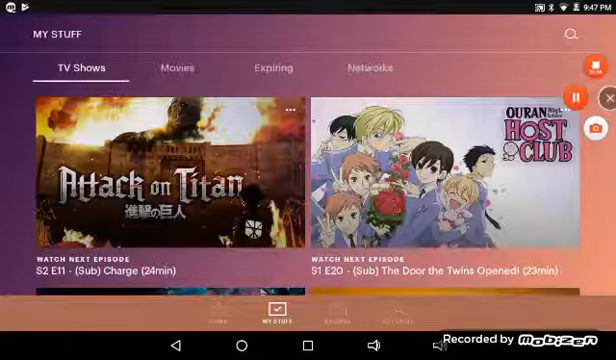 9:47 PM
MY STUFF
TV Shows
Movies
Expiring
Networks
Attack on Titan
進撃の巨人
OURAN
High School
HOST
CLUB
WATCH NEXT EPISODE
S2 E11 - (Sub) Charge (24min)
WATCH NEXT EPISODE
S1 E20 - (Sub) The Door the Twins Opened! (23min)
HOME
MY STUFF
BROWSE
Recorded by mobizen